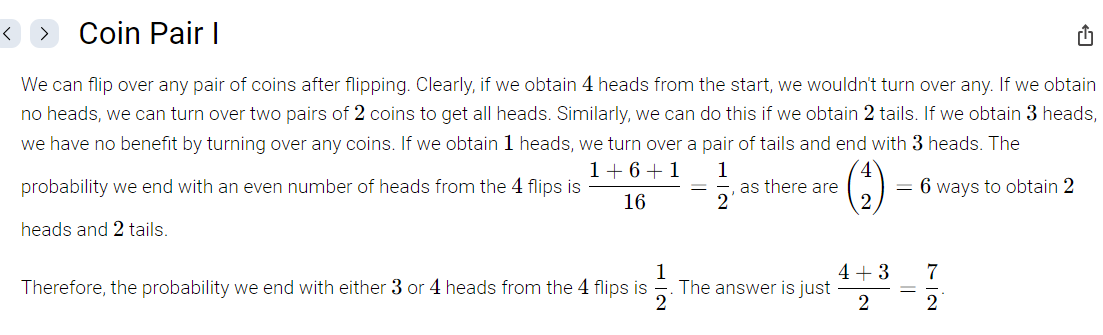 Coin Pair I
We can flip over any pair of coins after flipping. Clearly, if we obtain 4 heads from the start, we wouldn't turn over any. If we obtain
no heads, we can turn over two pairs of 2 coins to get all heads. Similarly, we can do this if we obtain 2 tails. If we obtain 3 heads,
we have no benefit by turning over any coins. If we obtain 1 heads, we turn over a pair of tails and end with 3 heads. The
probability we end with an even number of heads from the 4 flips is \frac{1+6+1}{16} = \frac{1}{2}, as there are \binom{4}{2} = 6 ways to obtain 2
heads and 2 tails.
Therefore, the probability we end with either 3 or 4 heads from the 4 flips is \frac{1}{2}. The answer is just \frac{4+3}{2} = \frac{7}{2}.